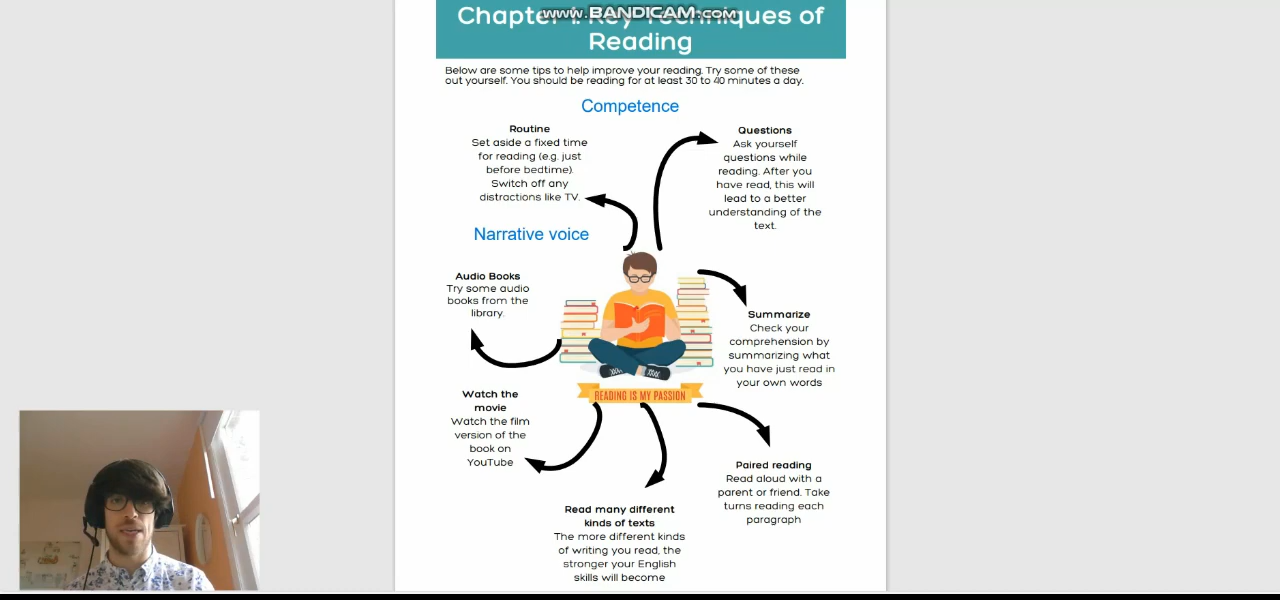 www.BANDICAM.com
Chapter 1: Key Techniques of
Reading
Below are some tips to help improve your reading. Try some of these
out yourself. You should be reading for at least 30 to 40 minutes a day.
Competence
Routine
Set aside a fixed time
for reading (e.g. just
before bedtime).
Switch off any
distractions like TV.
Questions
Ask yourself
questions while
reading. After you
have read, this will
lead to a better
understanding of the
text.
Narrative voice
Audio Books
Try some audio
books from the
library.
Summarize
Check your
comprehension by
summarizing what
you have just read in
your own words
READING IS MY PASSION
Watch the
movie
Watch the film
version of the
book on
YouTube
Paired reading
Read aloud with a
parent or friend. Take
turns reading each
paragraph
Read many different
kinds of texts
The more different kinds
of writing you read, the
stronger your English
skills will become